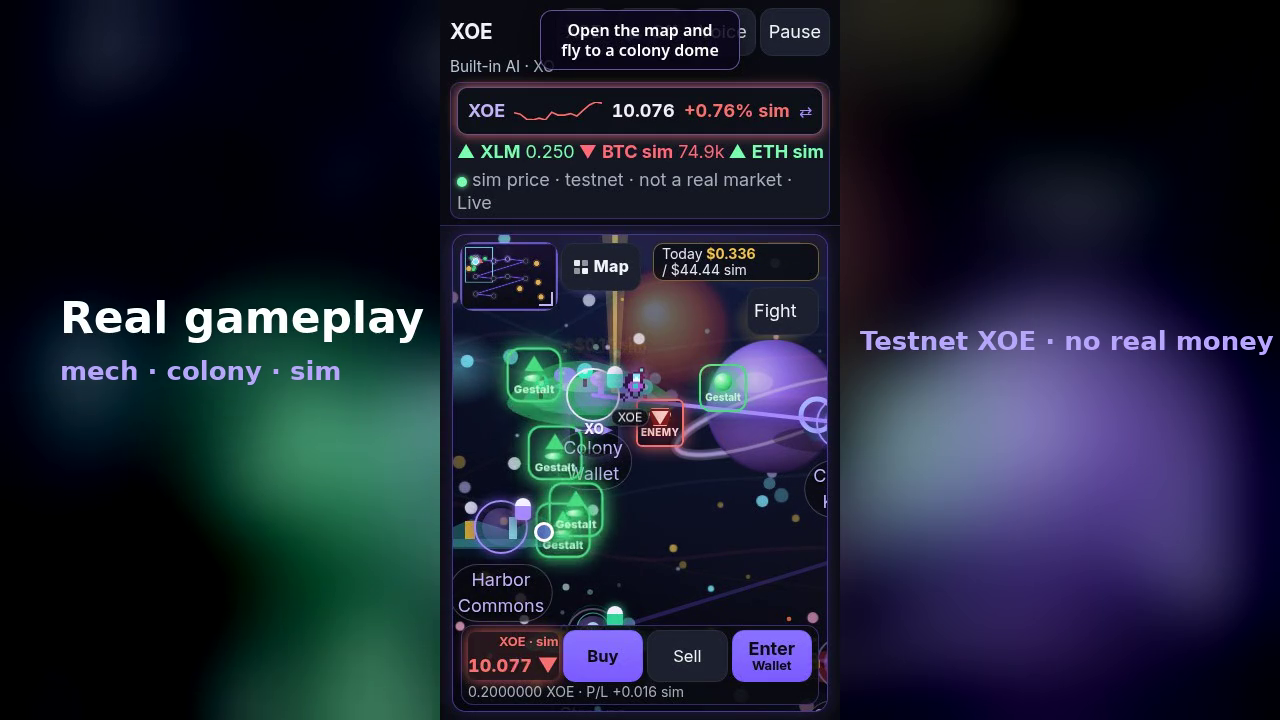 XOE
Open the map and
fly to a colony dome
Pause
Built-in AI · XO
XOE 10.076 +0.76% sim ⇄
▲ XLM 0.250 ▼ BTC sim 74.9k ▲ ETH sim
sim price · testnet · not a real market ·
Live
Map
Today $0.336
/ $44.44 sim
Fight
Real gameplay
mech · colony · sim
Testnet XOE · no real money
Gestalt
Gestalt
XOE
ENEMY
XO
Colony
Wallet
Gestalt
Gestalt
Gestalt
Harbor
Commons
XOE · sim
10.077 ▼
Buy
Sell
Enter
Wallet
0.2000000 XOE · P/L +0.016 sim